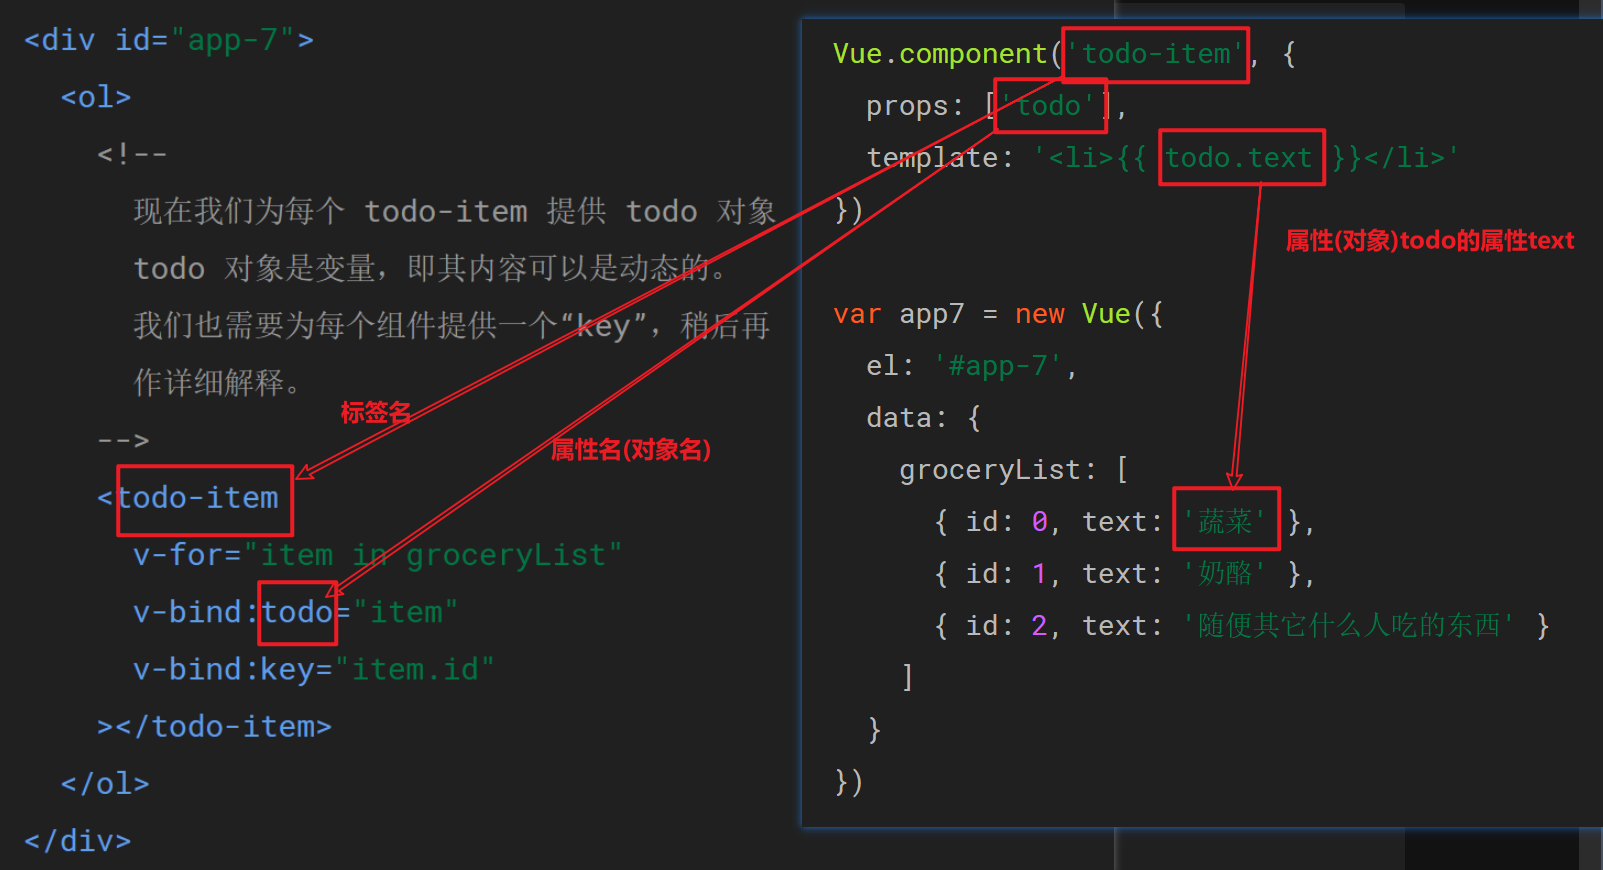 <div id="app-7">
<ol>
<!--
现在我们为每个 todo-item 提供 todo 对象
todo 对象是变量，即其内容可以是动态的。
我们也需要为每个组件提供一个“key”，稍后再
作详细解释。
-->
<todo-item
v-for="item in groceryList"
v-bind:todo="item"
v-bind:key="item.id"
></todo-item>
</ol>
</div>
标签名
属性名(对象名)
Vue.component('todo-item', {
props: ['todo'],
template: '<li>{{ todo.text }}</li>'
})
属性(对象)todo的属性text
var app7 = new Vue({
el: '#app-7',
data: {
groceryList: [
{ id: 0, text: '蔬菜' },
{ id: 1, text: '奶酪' },
{ id: 2, text: '随便其它什么人吃的东西' }
]
}
})